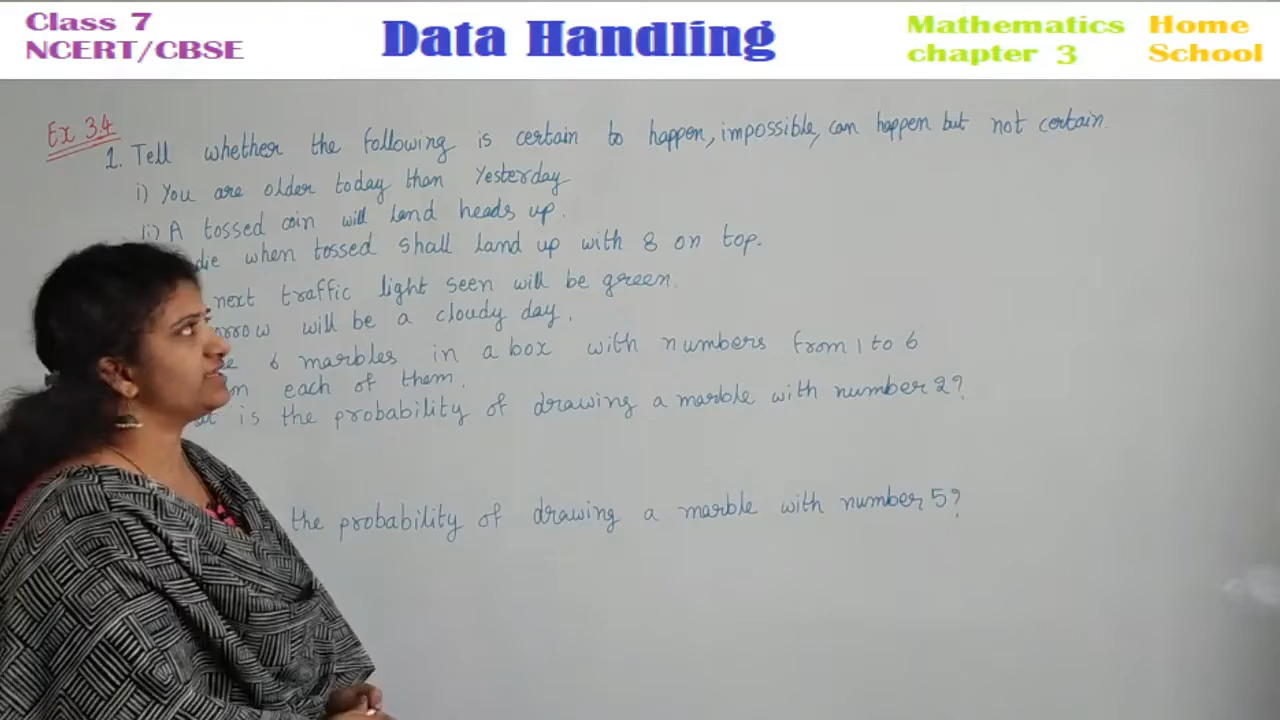 Class 7
NCERT/CBSE
Data Handling
Mathematics
chapter 3
Home
School
Ex 3.4
1. Tell whether the following is certain to happen, impossible, can happen but not certain.
i) You are older today than yesterday
ii) A tossed coin will land heads up.
die when tossed shall land up with 8 on top.
next traffic light seen will be green.
will be a cloudy day.
6 marbles in a box with numbers from 1 to 6
each of them.
is the probability of drawing a marble with number 2?
the probability of drawing a marble with number 5?